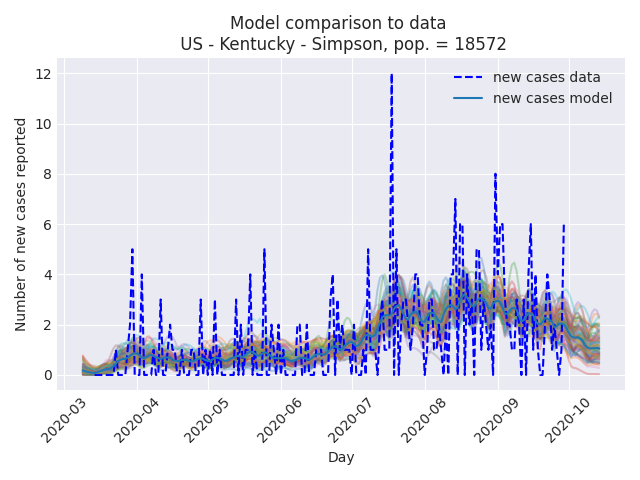 Model comparison to data
US - Kentucky - Simpson, pop. = 18572
new cases data
new cases model
Number of new cases reported
12
10
8
6
4
2
0
2020-03
2020-04
2020-05
2020-06
2020-07
2020-08
2020-09
2020-10
Day